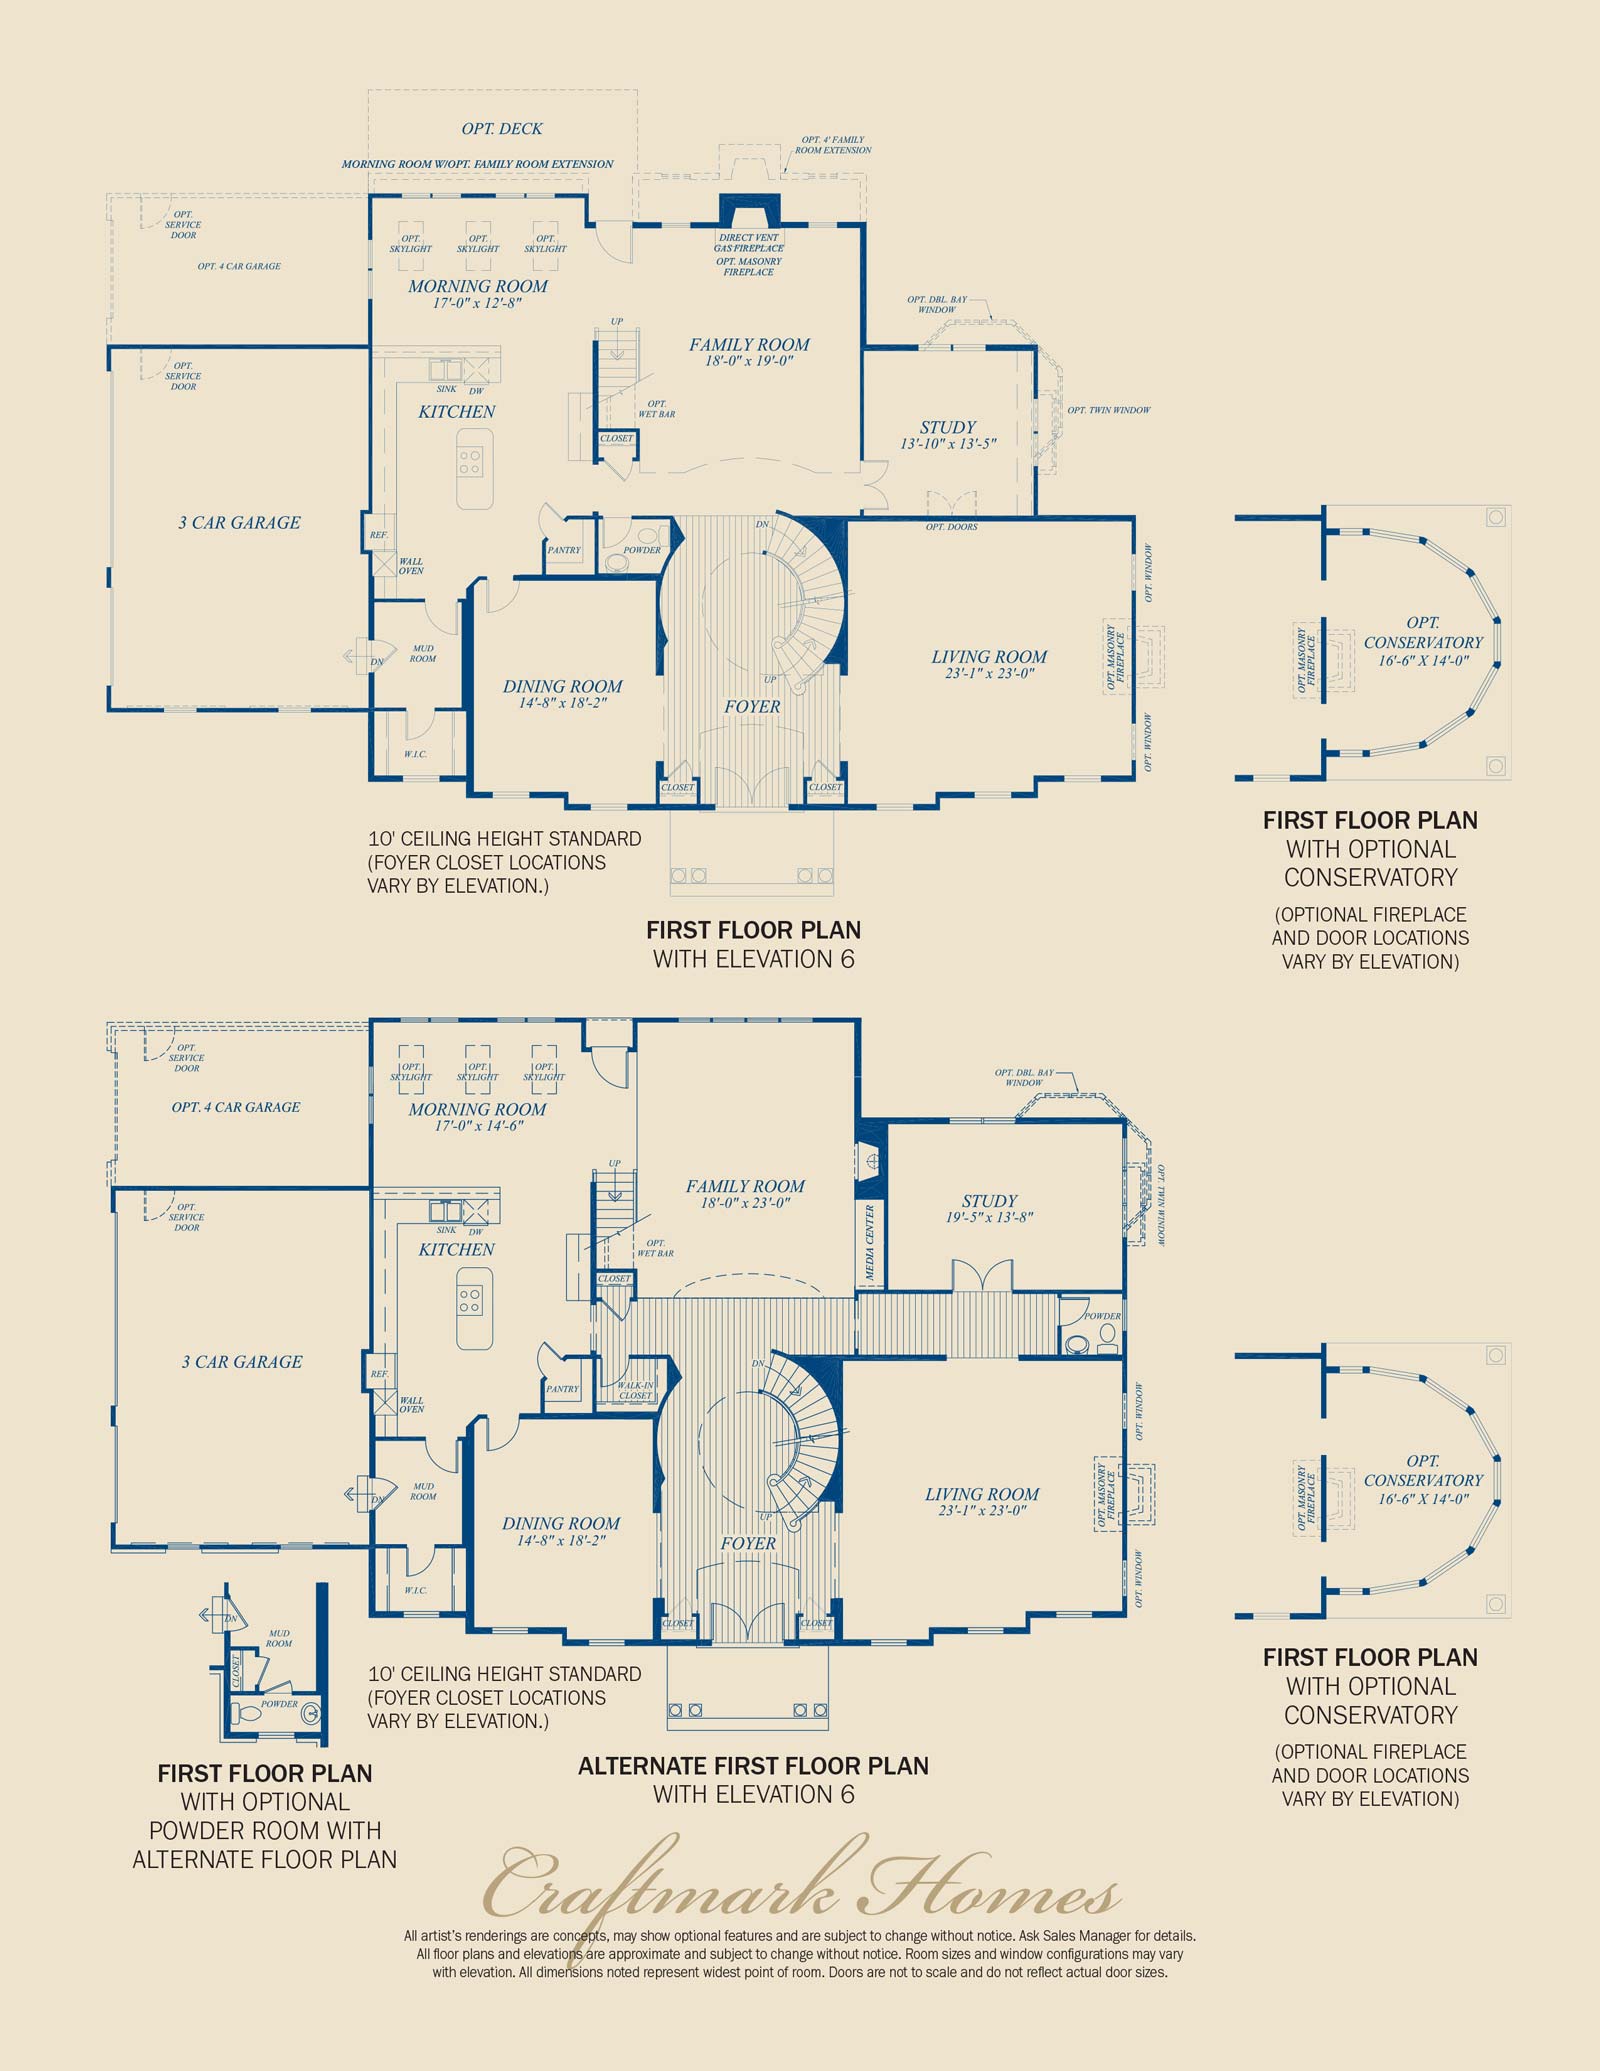 OPT. DECK
MORNING ROOM W/OPT. FAMILY ROOM EXTENSION
OPT. 4' FAMILY
ROOM EXTENSION
OPT.
SERVICE
DOOR
OPT. 4 CAR GARAGE
OPT.
SKYLIGHT
OPT.
SKYLIGHT
OPT.
SKYLIGHT
MORNING ROOM
17'-0" x 12'-8"
DIRECT VENT
GAS FIREPLACE
OPT. MASONRY
FIREPLACE
OPT. DBL. BAY
WINDOW
UP
FAMILY ROOM
18'-0" x 19'-0"
OPT.
SERVICE
DOOR
SINK
DW
KITCHEN
OPT.
WET BAR
CLOSET
STUDY
13'-10" x 13'-5"
OPT. TWIN WINDOW
3 CAR GARAGE
REF.
WALL
OVEN
PANTRY
POWDER
DN
OPT. DOORS
OPT. WINDOW
MUD
ROOM
DN
DINING ROOM
14'-8" x 18'-2"
UP
FOYER
LIVING ROOM
23'-1" x 23'-0"
OPT. MASONRY
FIREPLACE
OPT. WINDOW
W.I.C.
CLOSET
CLOSET
OPT. MASONRY
FIREPLACE
OPT.
CONSERVATORY
16'-6" X 14'-0"
10' CEILING HEIGHT STANDARD
(FOYER CLOSET LOCATIONS
VARY BY ELEVATION.)
FIRST FLOOR PLAN
WITH ELEVATION 6
FIRST FLOOR PLAN
WITH OPTIONAL
CONSERVATORY
(OPTIONAL FIREPLACE
AND DOOR LOCATIONS
VARY BY ELEVATION)
OPT.
SERVICE
DOOR
OPT. 4 CAR GARAGE
OPT.
SKYLIGHT
OPT.
SKYLIGHT
OPT.
SKYLIGHT
MORNING ROOM
17'-0" x 14'-6"
OPT. DBL. BAY
WINDOW
UP
FAMILY ROOM
18'-0" x 23'-0"
STUDY
19'-5" x 13'-8"
OPT. TWIN WINDOW
OPT.
SERVICE
DOOR
SINK
DW
KITCHEN
OPT.
WET BAR
MEDIA CENTER
CLOSET
POWDER
3 CAR GARAGE
REF.
WALL
OVEN
PANTRY
WALK-IN
CLOSET
DN
OPT. WINDOW
MUD
ROOM
DN
DINING ROOM
14'-8" x 18'-2"
UP
FOYER
LIVING ROOM
23'-1" x 23'-0"
OPT. MASONRY
FIREPLACE
OPT. WINDOW
W.I.C.
CLOSET
CLOSET
OPT. MASONRY
FIREPLACE
OPT.
CONSERVATORY
16'-6" X 14'-0"
DN
MUD
ROOM
CLOSET
POWDER
10' CEILING HEIGHT STANDARD
(FOYER CLOSET LOCATIONS
VARY BY ELEVATION.)
FIRST FLOOR PLAN
WITH OPTIONAL
POWDER ROOM WITH
ALTERNATE FLOOR PLAN
ALTERNATE FIRST FLOOR PLAN
WITH ELEVATION 6
FIRST FLOOR PLAN
WITH OPTIONAL
CONSERVATORY
(OPTIONAL FIREPLACE
AND DOOR LOCATIONS
VARY BY ELEVATION)
Craftmark Homes
All artist's renderings are concepts, may show optional features and are subject to change without notice. Ask Sales Manager for details.
All floor plans and elevations are approximate and subject to change without notice. Room sizes and window configurations may vary
with elevation. All dimensions noted represent widest point of room. Doors are not to scale and do not reflect actual door sizes.